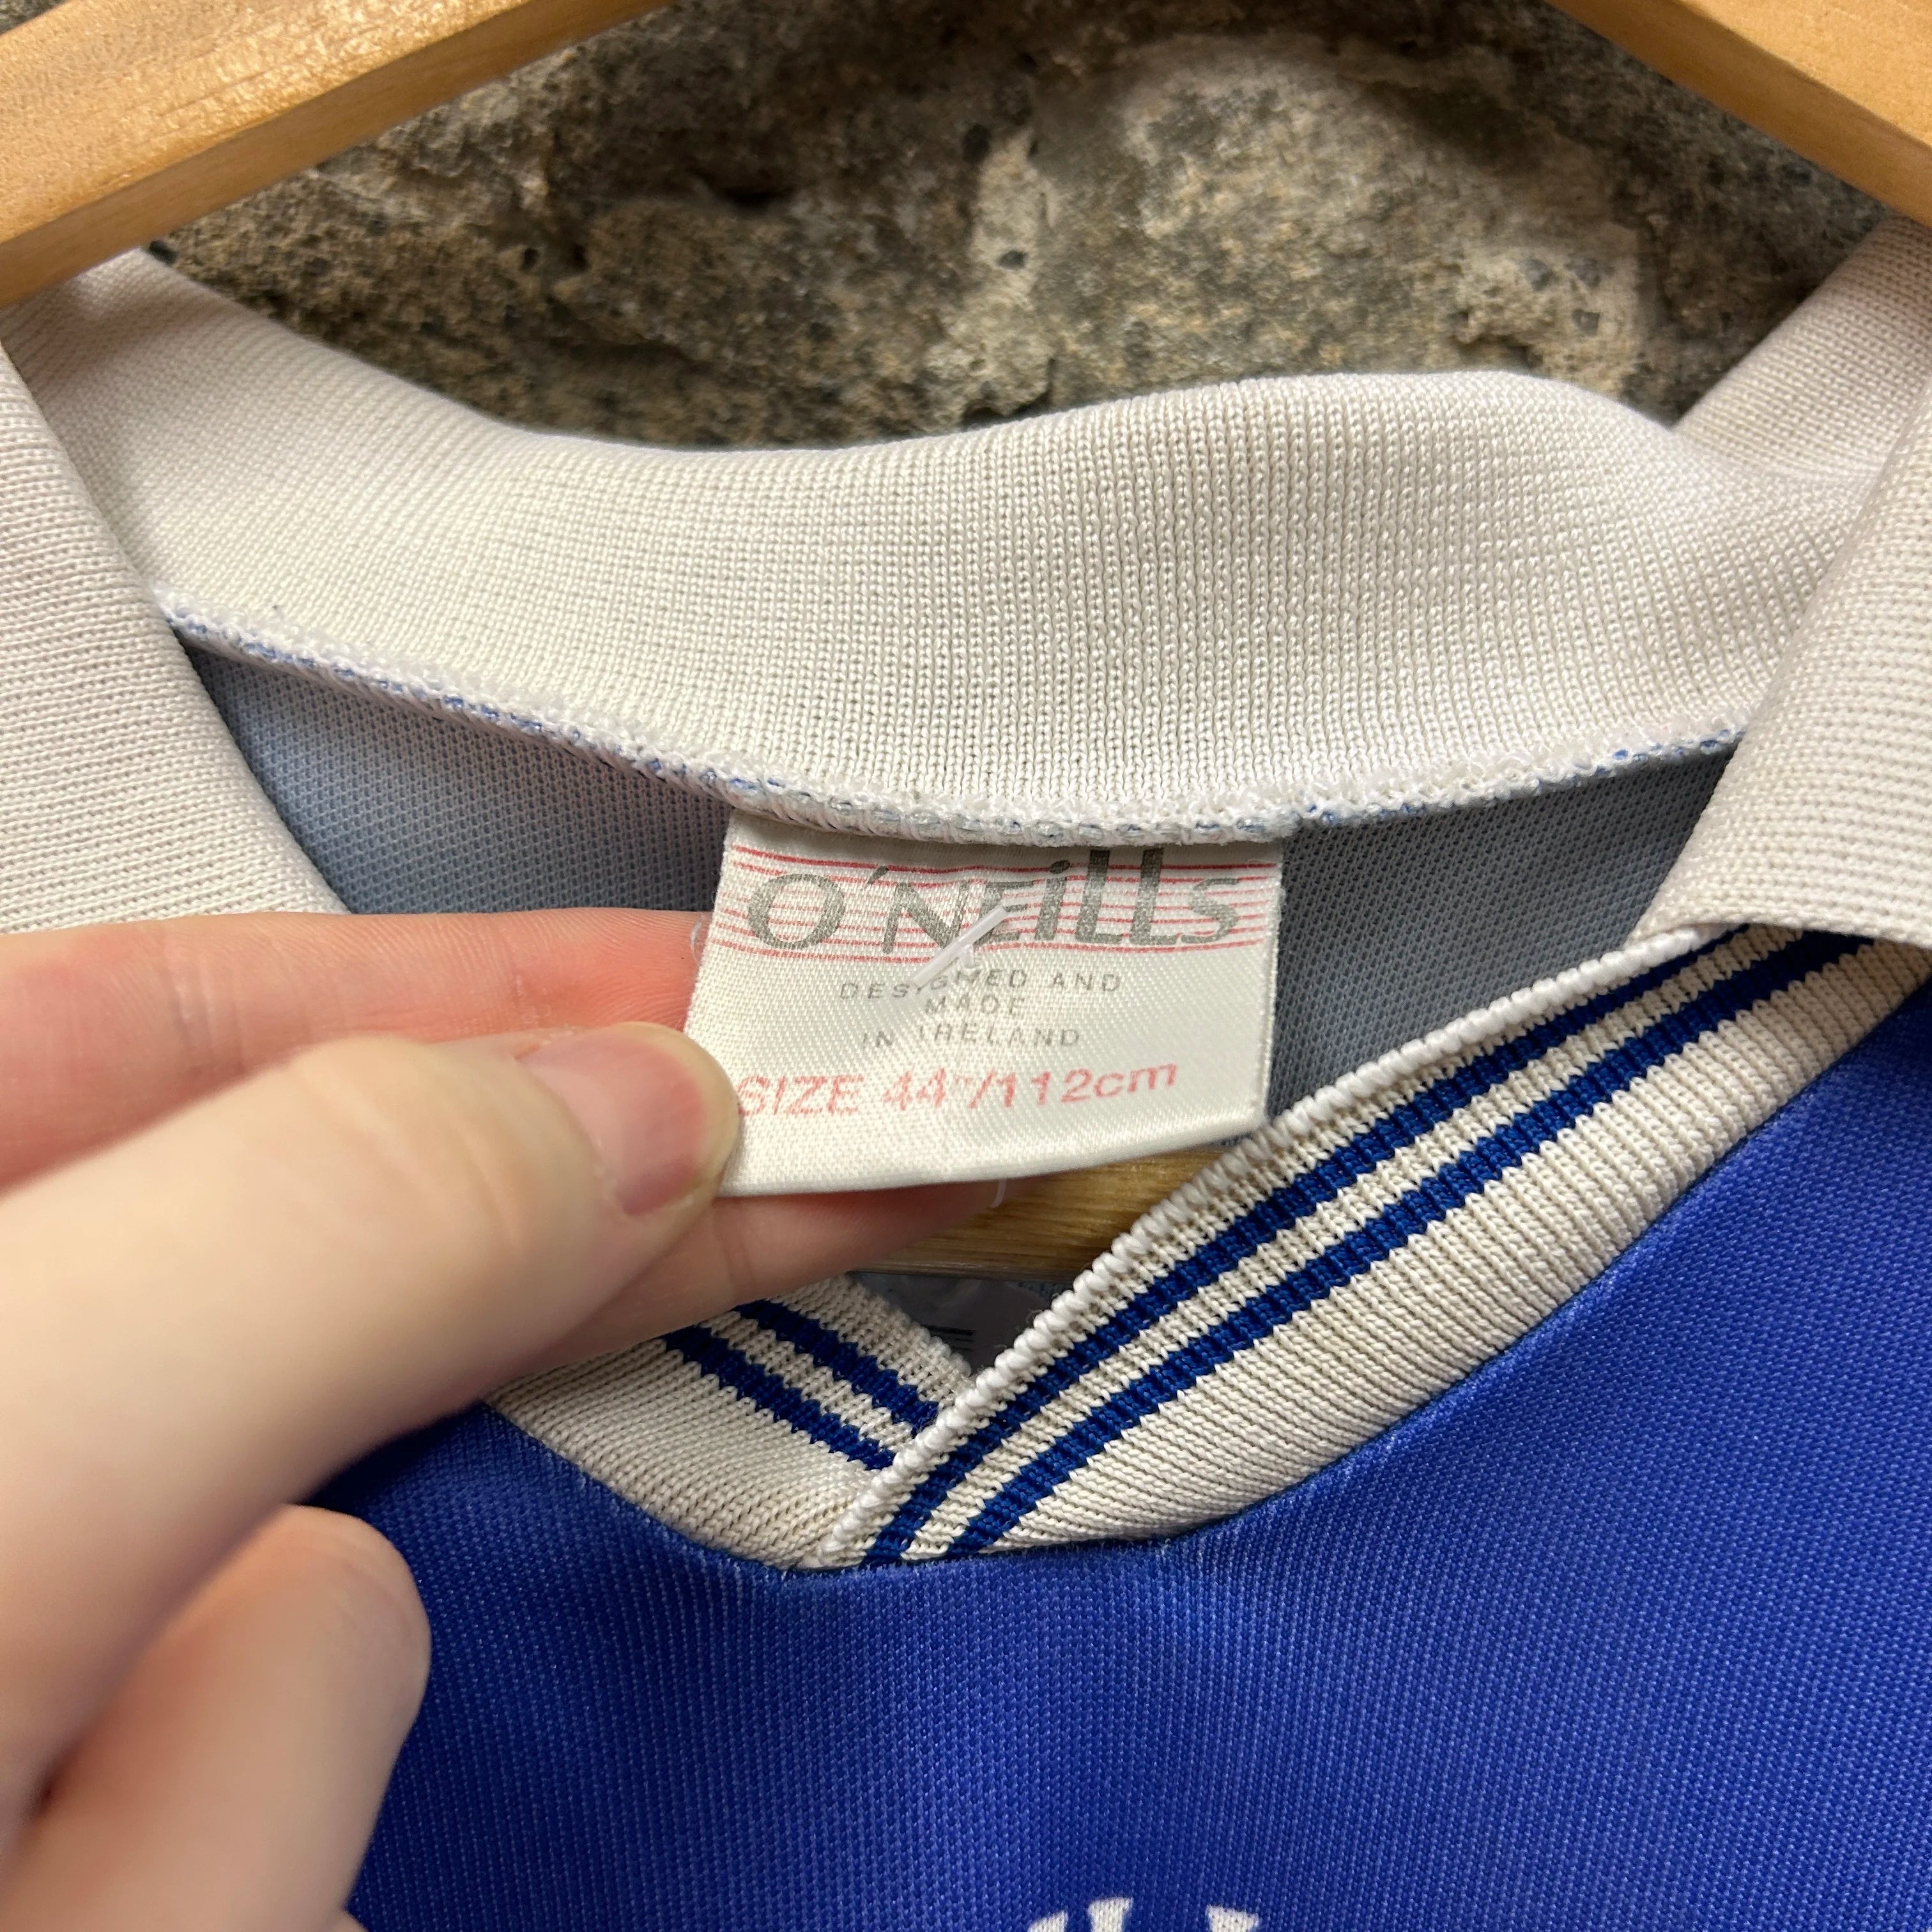 O'NEiLLS
DESIGNED AND
MADE
IN IRELAND
SIZE 44"/112cm